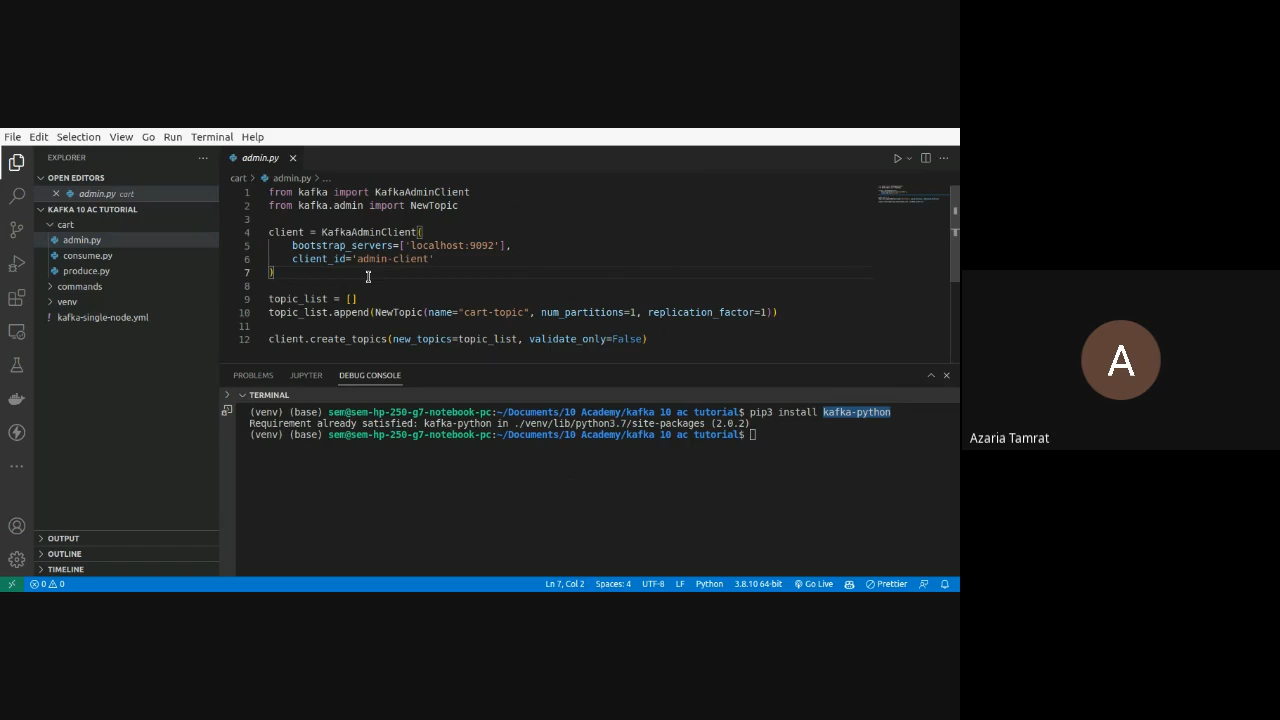 File Edit Selection View Go Run Terminal Help
EXPLORER ...
OPEN EDITORS
admin.py cart
KAFKA 10 AC TUTORIAL
cart
admin.py
consume.py
produce.py
commands
venv
kafka-single-node.yml
OUTPUT
OUTLINE
TIMELINE
admin.py
cart > admin.py > ...
1 from kafka import KafkaAdminClient
2 from kafka.admin import NewTopic
3
4 client = KafkaAdminClient(
5 bootstrap_servers=['localhost:9092'],
6 client_id='admin-client'
7 )
8
9 topic_list = []
10 topic_list.append(NewTopic(name="cart-topic", num_partitions=1, replication_factor=1))
11
12 client.create_topics(new_topics=topic_list, validate_only=False)
PROBLEMS JUPYTER DEBUG CONSOLE
TERMINAL
(venv) (base) sem@sem-hp-250-g7-notebook-pc:~/Documents/10 Academy/kafka 10 ac tutorial$ pip3 install kafka-python
Requirement already satisfied: kafka-python in ./venv/lib/python3.7/site-packages (2.0.2)
(venv) (base) sem@sem-hp-250-g7-notebook-pc:~/Documents/10 Academy/kafka 10 ac tutorial$
0 0 Ln 7, Col 2 Spaces: 4 UTF-8 LF Python 3.8.10 64-bit Go Live Prettier
A
Azaria Tamrat